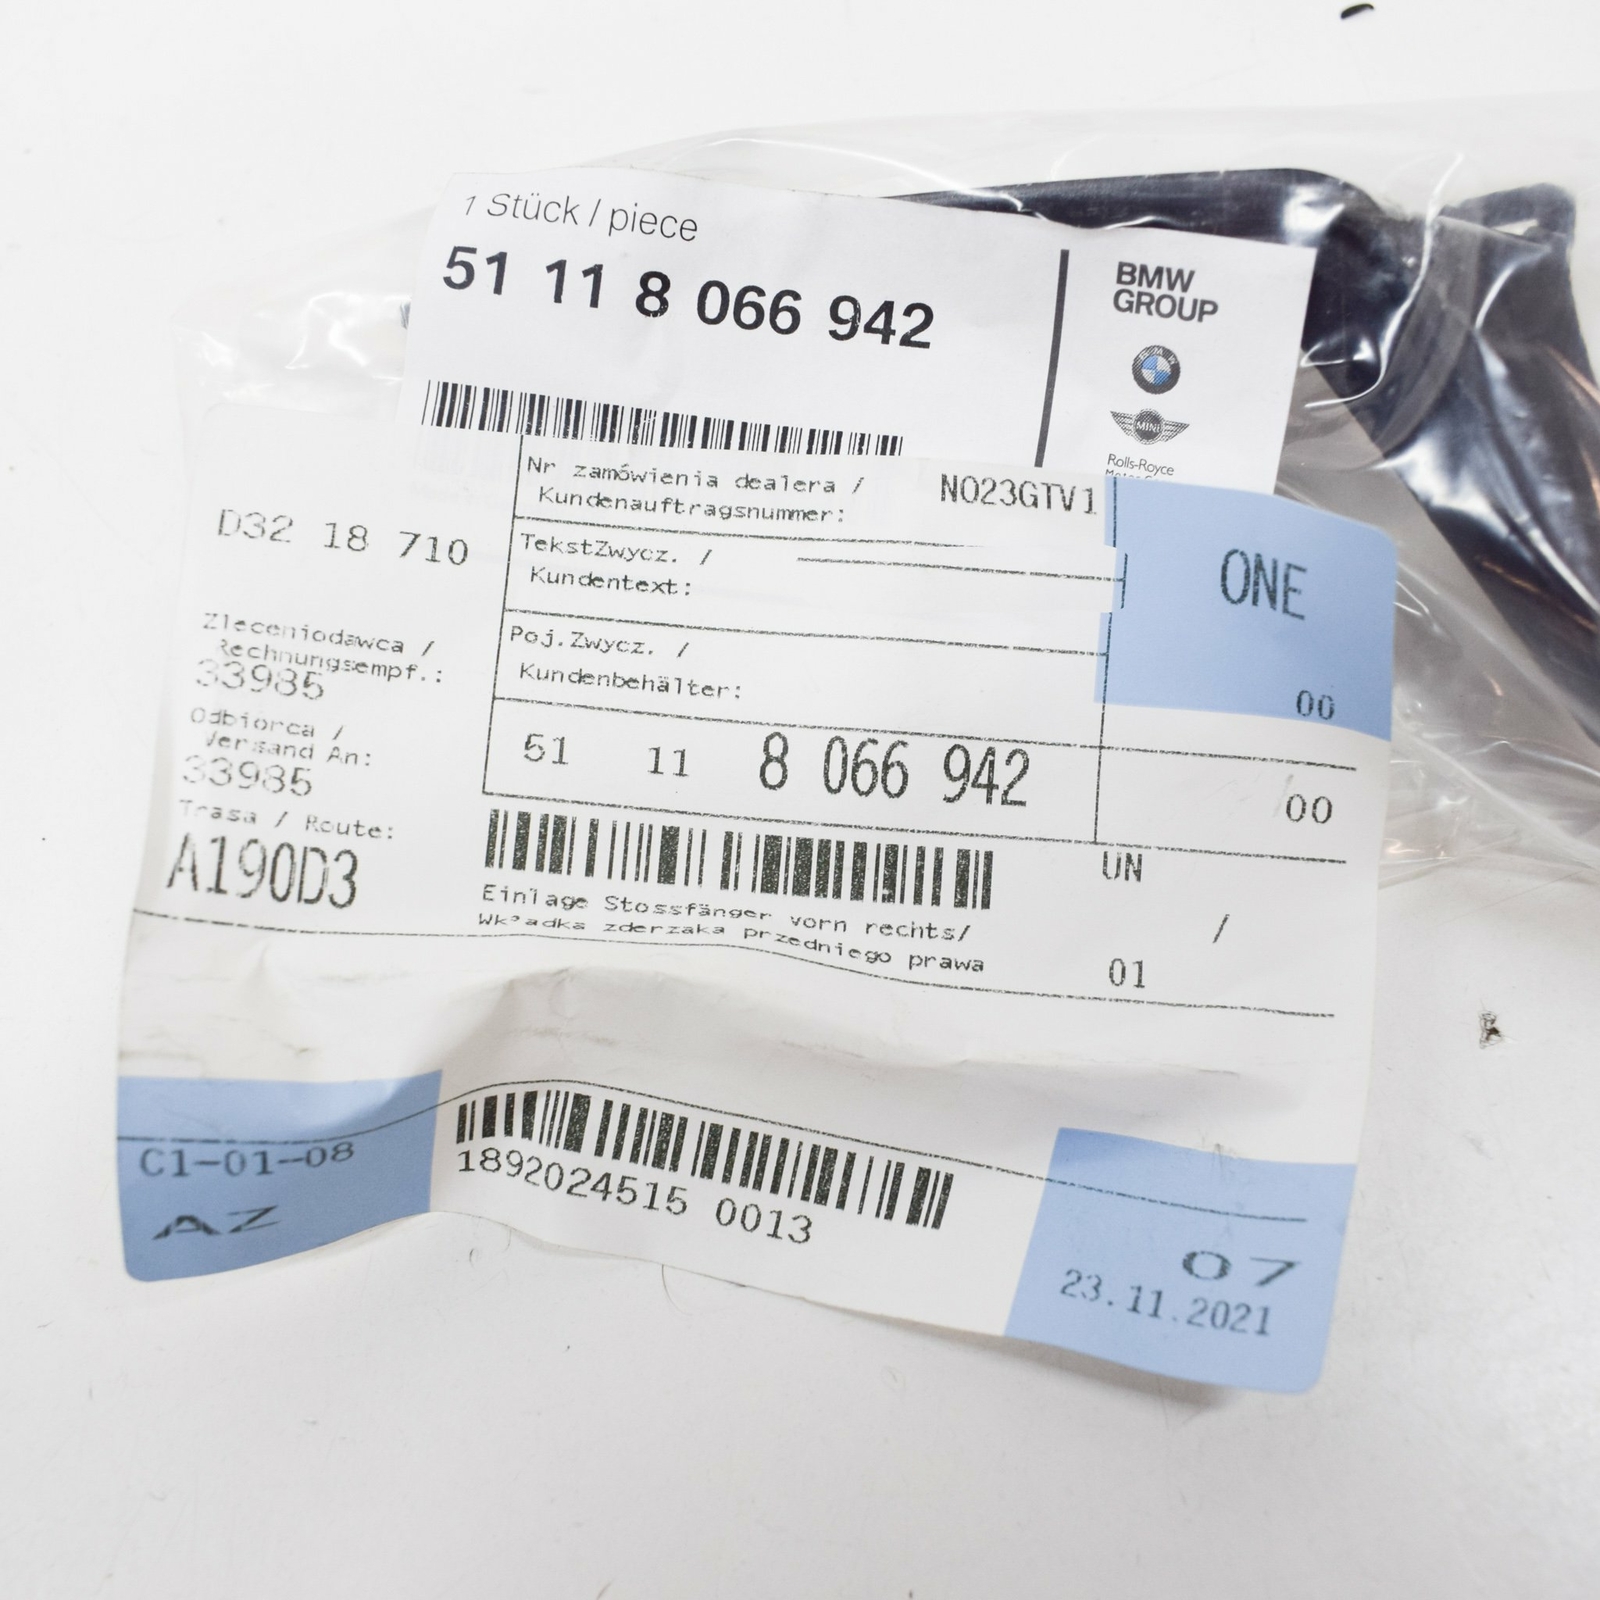 1 Stück / piece
51 11 8 066 942
BMW
GROUP
BMW
MINI
Rolls-Royce
Nr zamówienia dealera /
Kundenauftragsnummer:
NO23GTV1
D32 18 710
TekstZwycz. /
Kundentext:
ONE
Zleceniodawca /
Rechnungsempf.:
33985
Poj.Zwycz. /
Kundenbehälter:
00
Odbiorca /
Versand An:
33985
51 11 8 066 942
/00
Trasa / Route:
A190D3
UN
Einlage Stossfänger vorn rechts/
Wk³adka zderzaka przedniego prawa
/
01
C1-01-08
AZ
1892024515 0013
07
23.11.2021